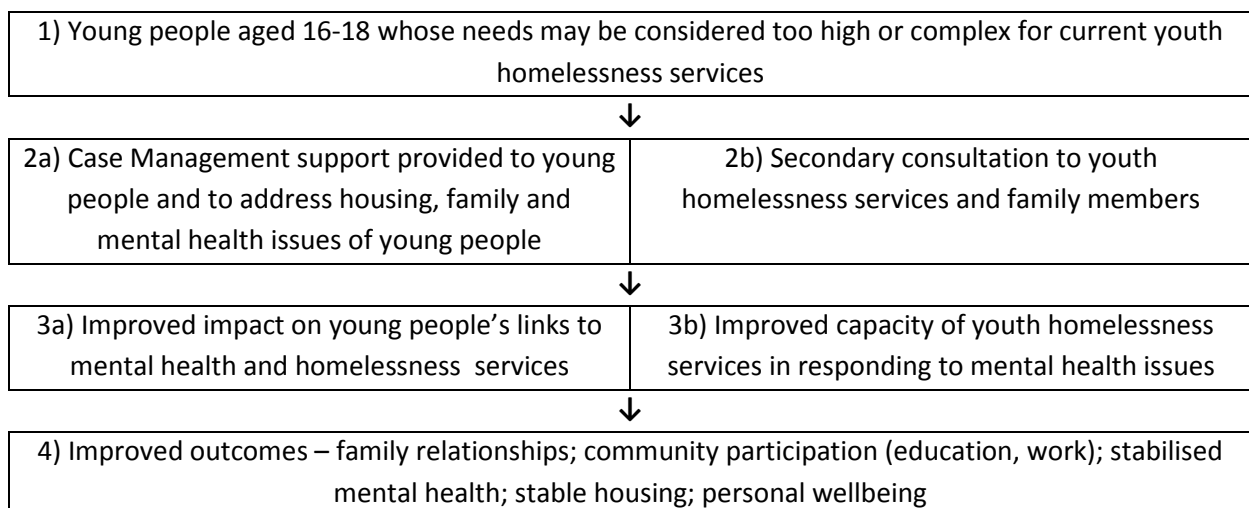 1) Young people aged 16-18 whose needs may be considered too high or complex for current youth
homelessness services
↓
2a) Case Management support provided to young
people and to address housing, family and
mental health issues of young people
2b) Secondary consultation to youth
homelessness services and family members
↓
3a) Improved impact on young people’s links to
mental health and homelessness  services
3b) Improved capacity of youth homelessness
services in responding to mental health issues
↓
4) Improved outcomes – family relationships; community participation (education, work); stabilised
mental health; stable housing; personal wellbeing